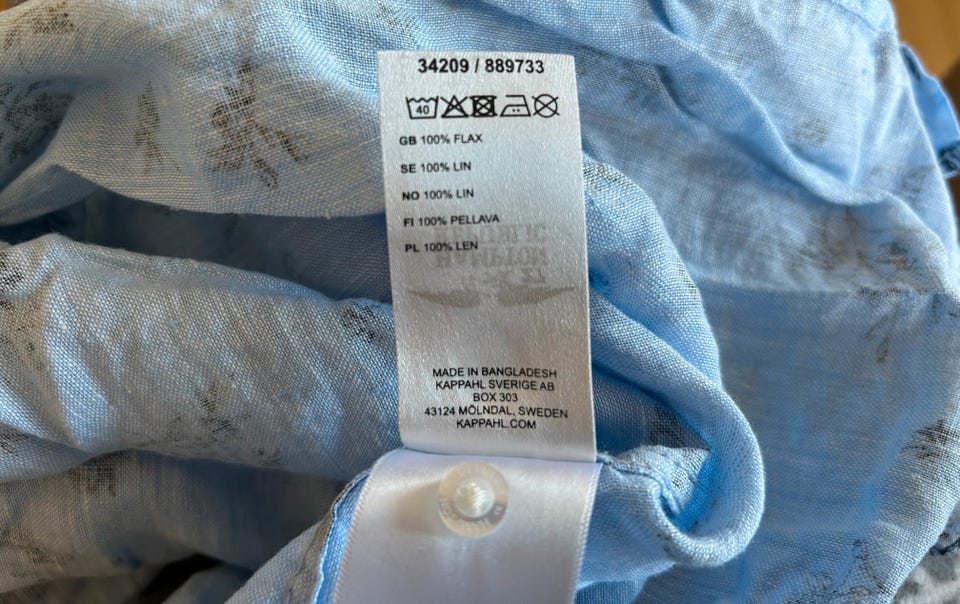 34209 / 889733
40
GB 100% FLAX
SE 100% LIN
NO 100% LIN
FI 100% PELLAVA
PL 100% LEN
MADE IN BANGLADESH
KAPPAHL SVERIGE AB
BOX 303
43124 MÖLNDAL, SWEDEN
KAPPAHL.COM